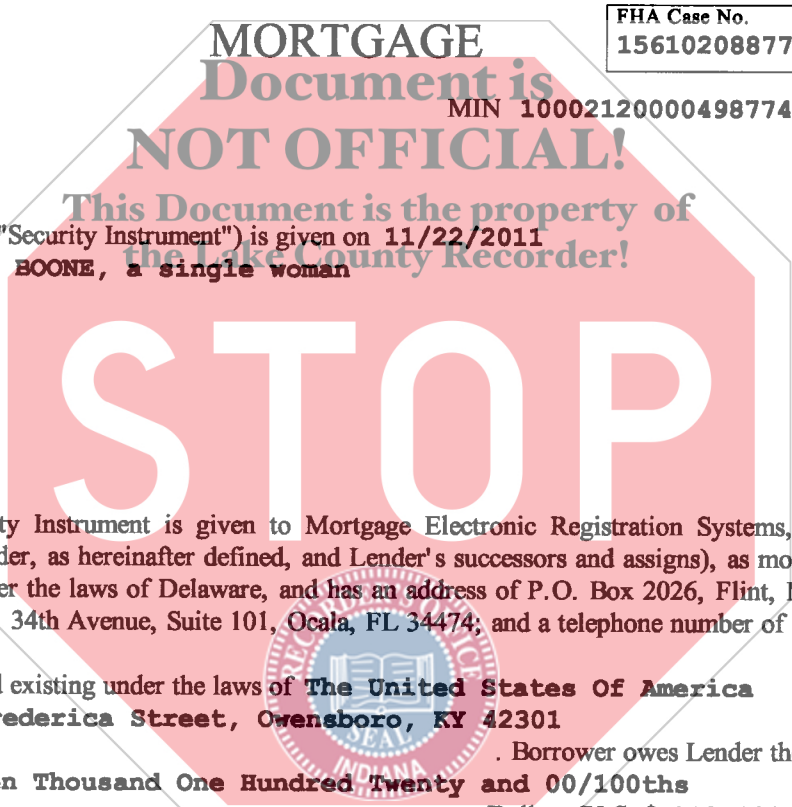 FHA Case No.
15610208877
MORTGAGE
Document is
MIN 10002120000498774
NOT OFFICIAL!
This Document is the property of
"Security Instrument") is given on 11/22/2011
the Lake County Recorder!
BOONE, a single woman
STOP
ty Instrument is given to Mortgage Electronic Registration Systems,
der, as hereinafter defined, and Lender's successors and assigns), as mo
er the laws of Delaware, and has an address of P.O. Box 2026, Flint, M
34th Avenue, Suite 101, Ocala, FL 34474; and a telephone number of
RECORDER'S OFFICE
d existing under the laws of The United States Of America
rederica Street, Owensboro, KY 42301
SEAL
. Borrower owes Lender th
INDIANA
n Thousand One Hundred Twenty and 00/100ths